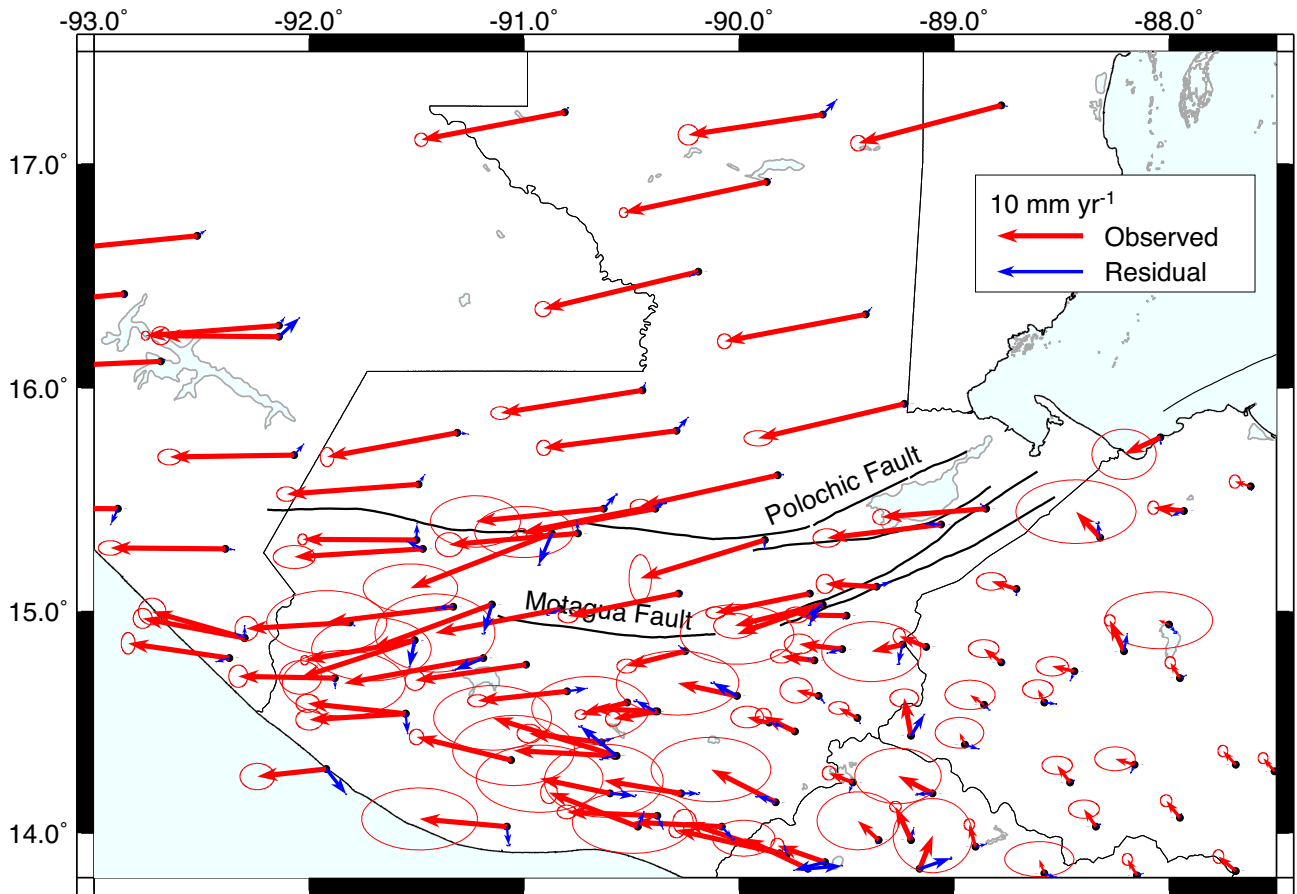 -93.0° -92.0° -91.0° -90.0° -89.0° -88.0°
17.0°
10 mm yr⁻¹
Observed
Residual
16.0°
Polochic Fault
15.0°
Motagua Fault
14.0°